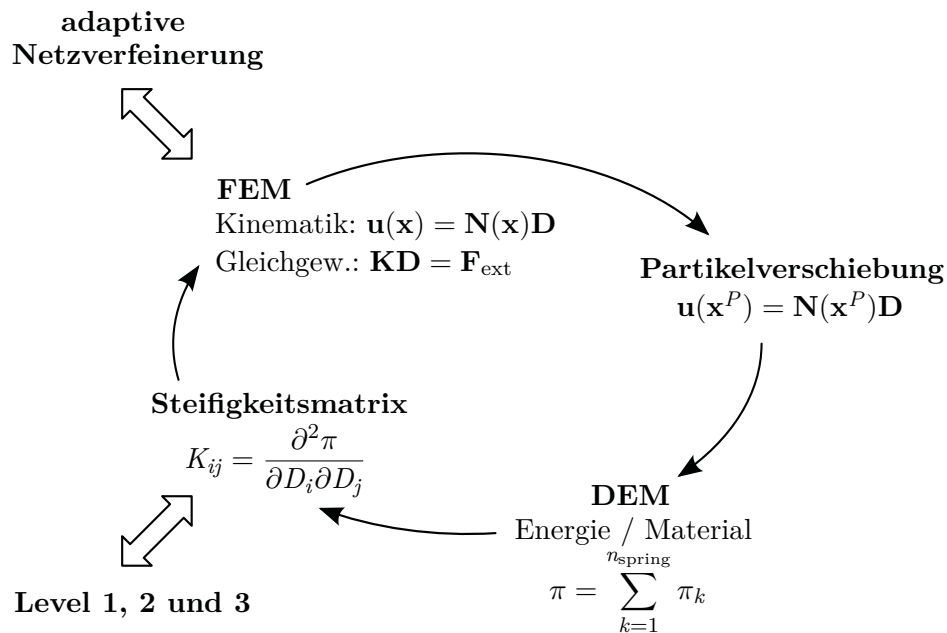 adaptive
Netzverfeinerung
FEM
Kinematik: u(x) = N(x)D
Gleichgew.: KD = F_ext
Partikelverschiebung
u(x^P) = N(x^P)D
DEM
Energie / Material
π = ∑_{k=1}^{n_spring} π_k
Steifigkeitsmatrix
K_ij = ∂²π / ∂D_i∂D_j
Level 1, 2 und 3